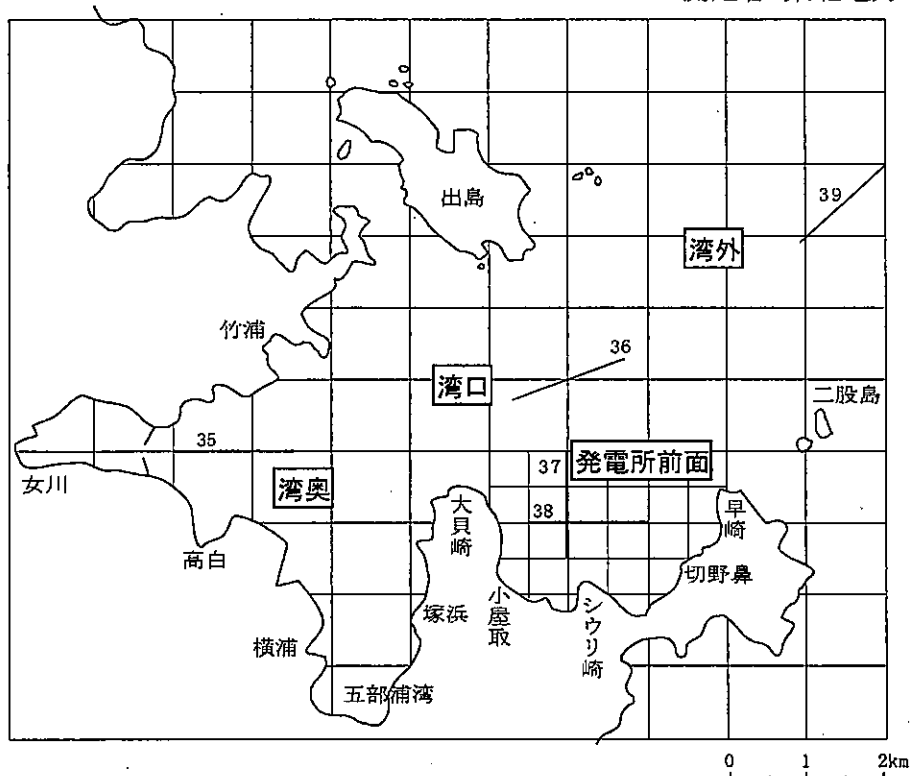 出島
39
湾外
竹浦
36
湾口
二股島
35
37
発電所前面
女川
湾奥
38
大貝崎
早崎
高白
切野鼻
塚浜
小屋取
シウリ崎
横浦
五部浦湾
0 1 2km